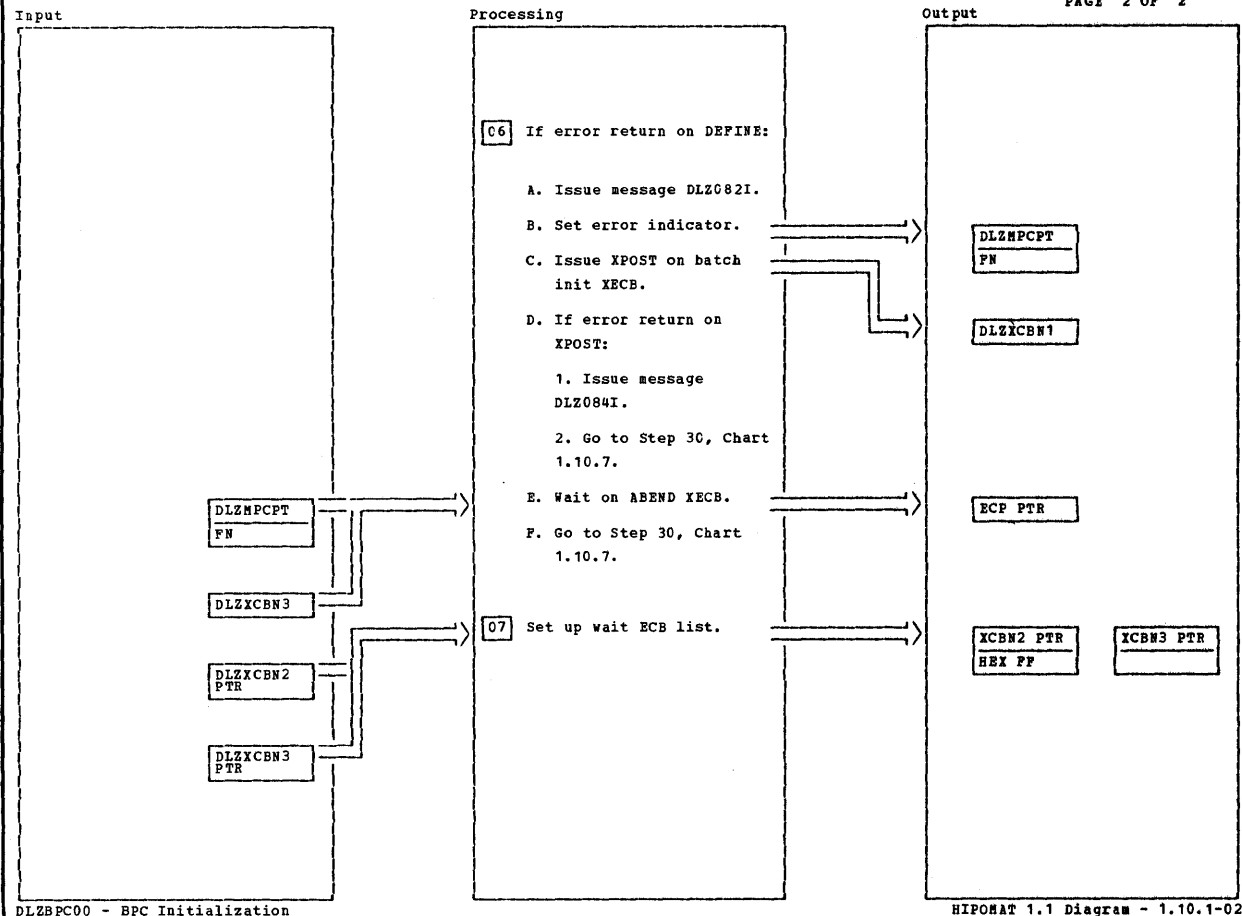 PAGE 2 OF 2
Input
Processing
Output
06 If error return on DEFINE:
A. Issue message DLZ082I.
B. Set error indicator.
C. Issue XPOST on batch
init XECB.
D. If error return on
XPOST:
1. Issue message
DLZ084I.
2. Go to Step 30, Chart
1.10.7.
E. Wait on ABEND XECB.
F. Go to Step 30, Chart
1.10.7.
07 Set up wait ECB list.
DLZMPCPT
FN
DLZXCBN3
DLZXCBN2
PTR
DLZXCBN3
PTR
DLZMPCPT
FN
DLZXCBN1
ECP PTR
XCBN2 PTR
HEX FF
XCBN3 PTR
DLZBPC00 - BPC Initialization
HIPOMAT 1.1 Diagram - 1.10.1-02